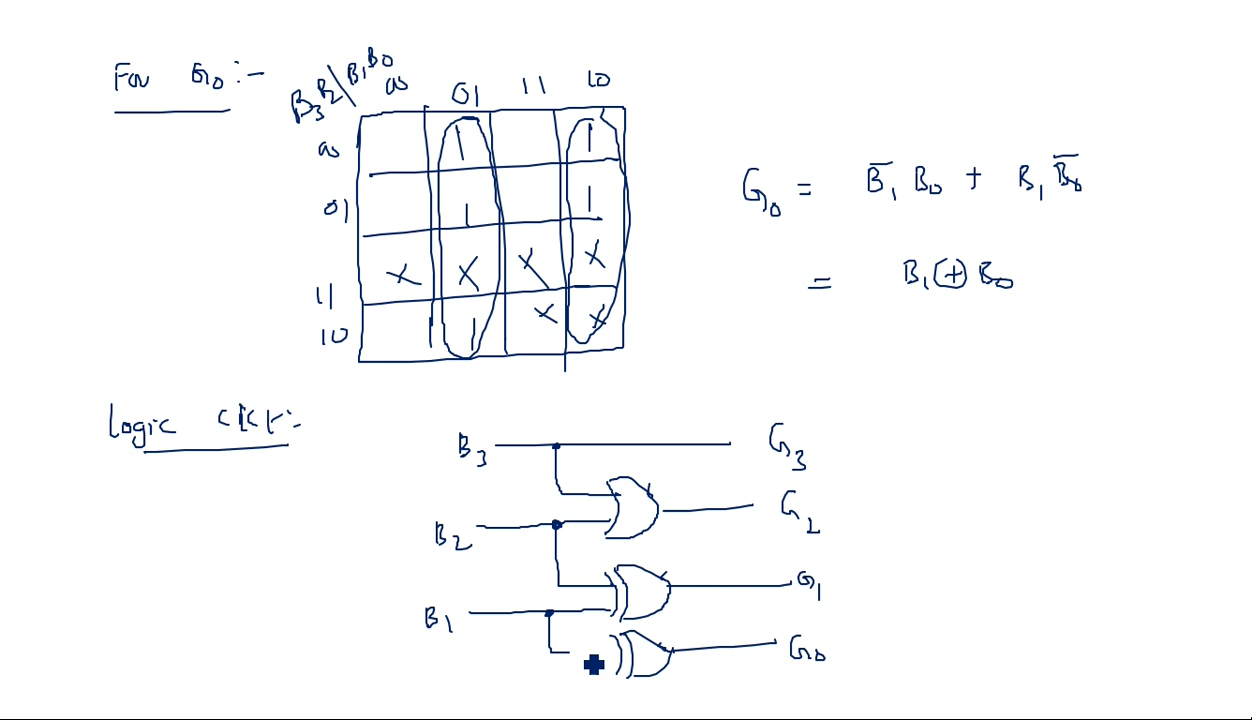 For G₀ :-
B₃B₂\B₁B₀ 00 01 11 10
00 1 1
01 1 1
11 X X X X
10 1 X X
G₀ = B̅₁ B₀ + B₁ B̅₀
= B₁ ⊕ B₀
Logic ckt:
B₃ G₃
B₂ G₂
B₁ G₁
G₀